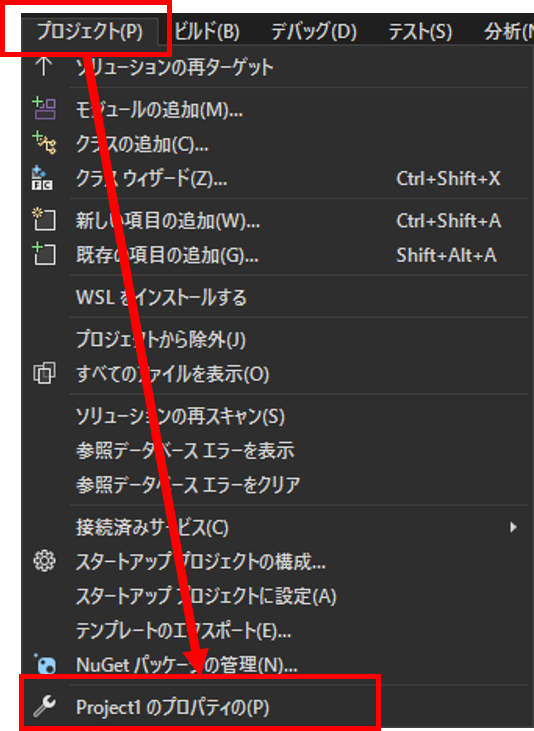 プロジェクト(P) ビルド(B) デバッグ(D) テスト(S) 分析(N
ソリューションの再ターゲット
モジュールの追加(M)...
クラスの追加(C)...
クラス ウィザード(Z)... Ctrl+Shift+X
新しい項目の追加(W)... Ctrl+Shift+A
既存の項目の追加(G)... Shift+Alt+A
WSL をインストールする
プロジェクトから除外(J)
すべてのファイルを表示(O)
ソリューションの再スキャン(S)
参照データベース エラーを表示
参照データベース エラーをクリア
接続済みサービス(C)
スタートアップ プロジェクトの構成...
スタートアップ プロジェクトに設定(A)
テンプレートのエクスポート(E)...
NuGet パッケージの管理(N)...
Project1 のプロパティの(P)